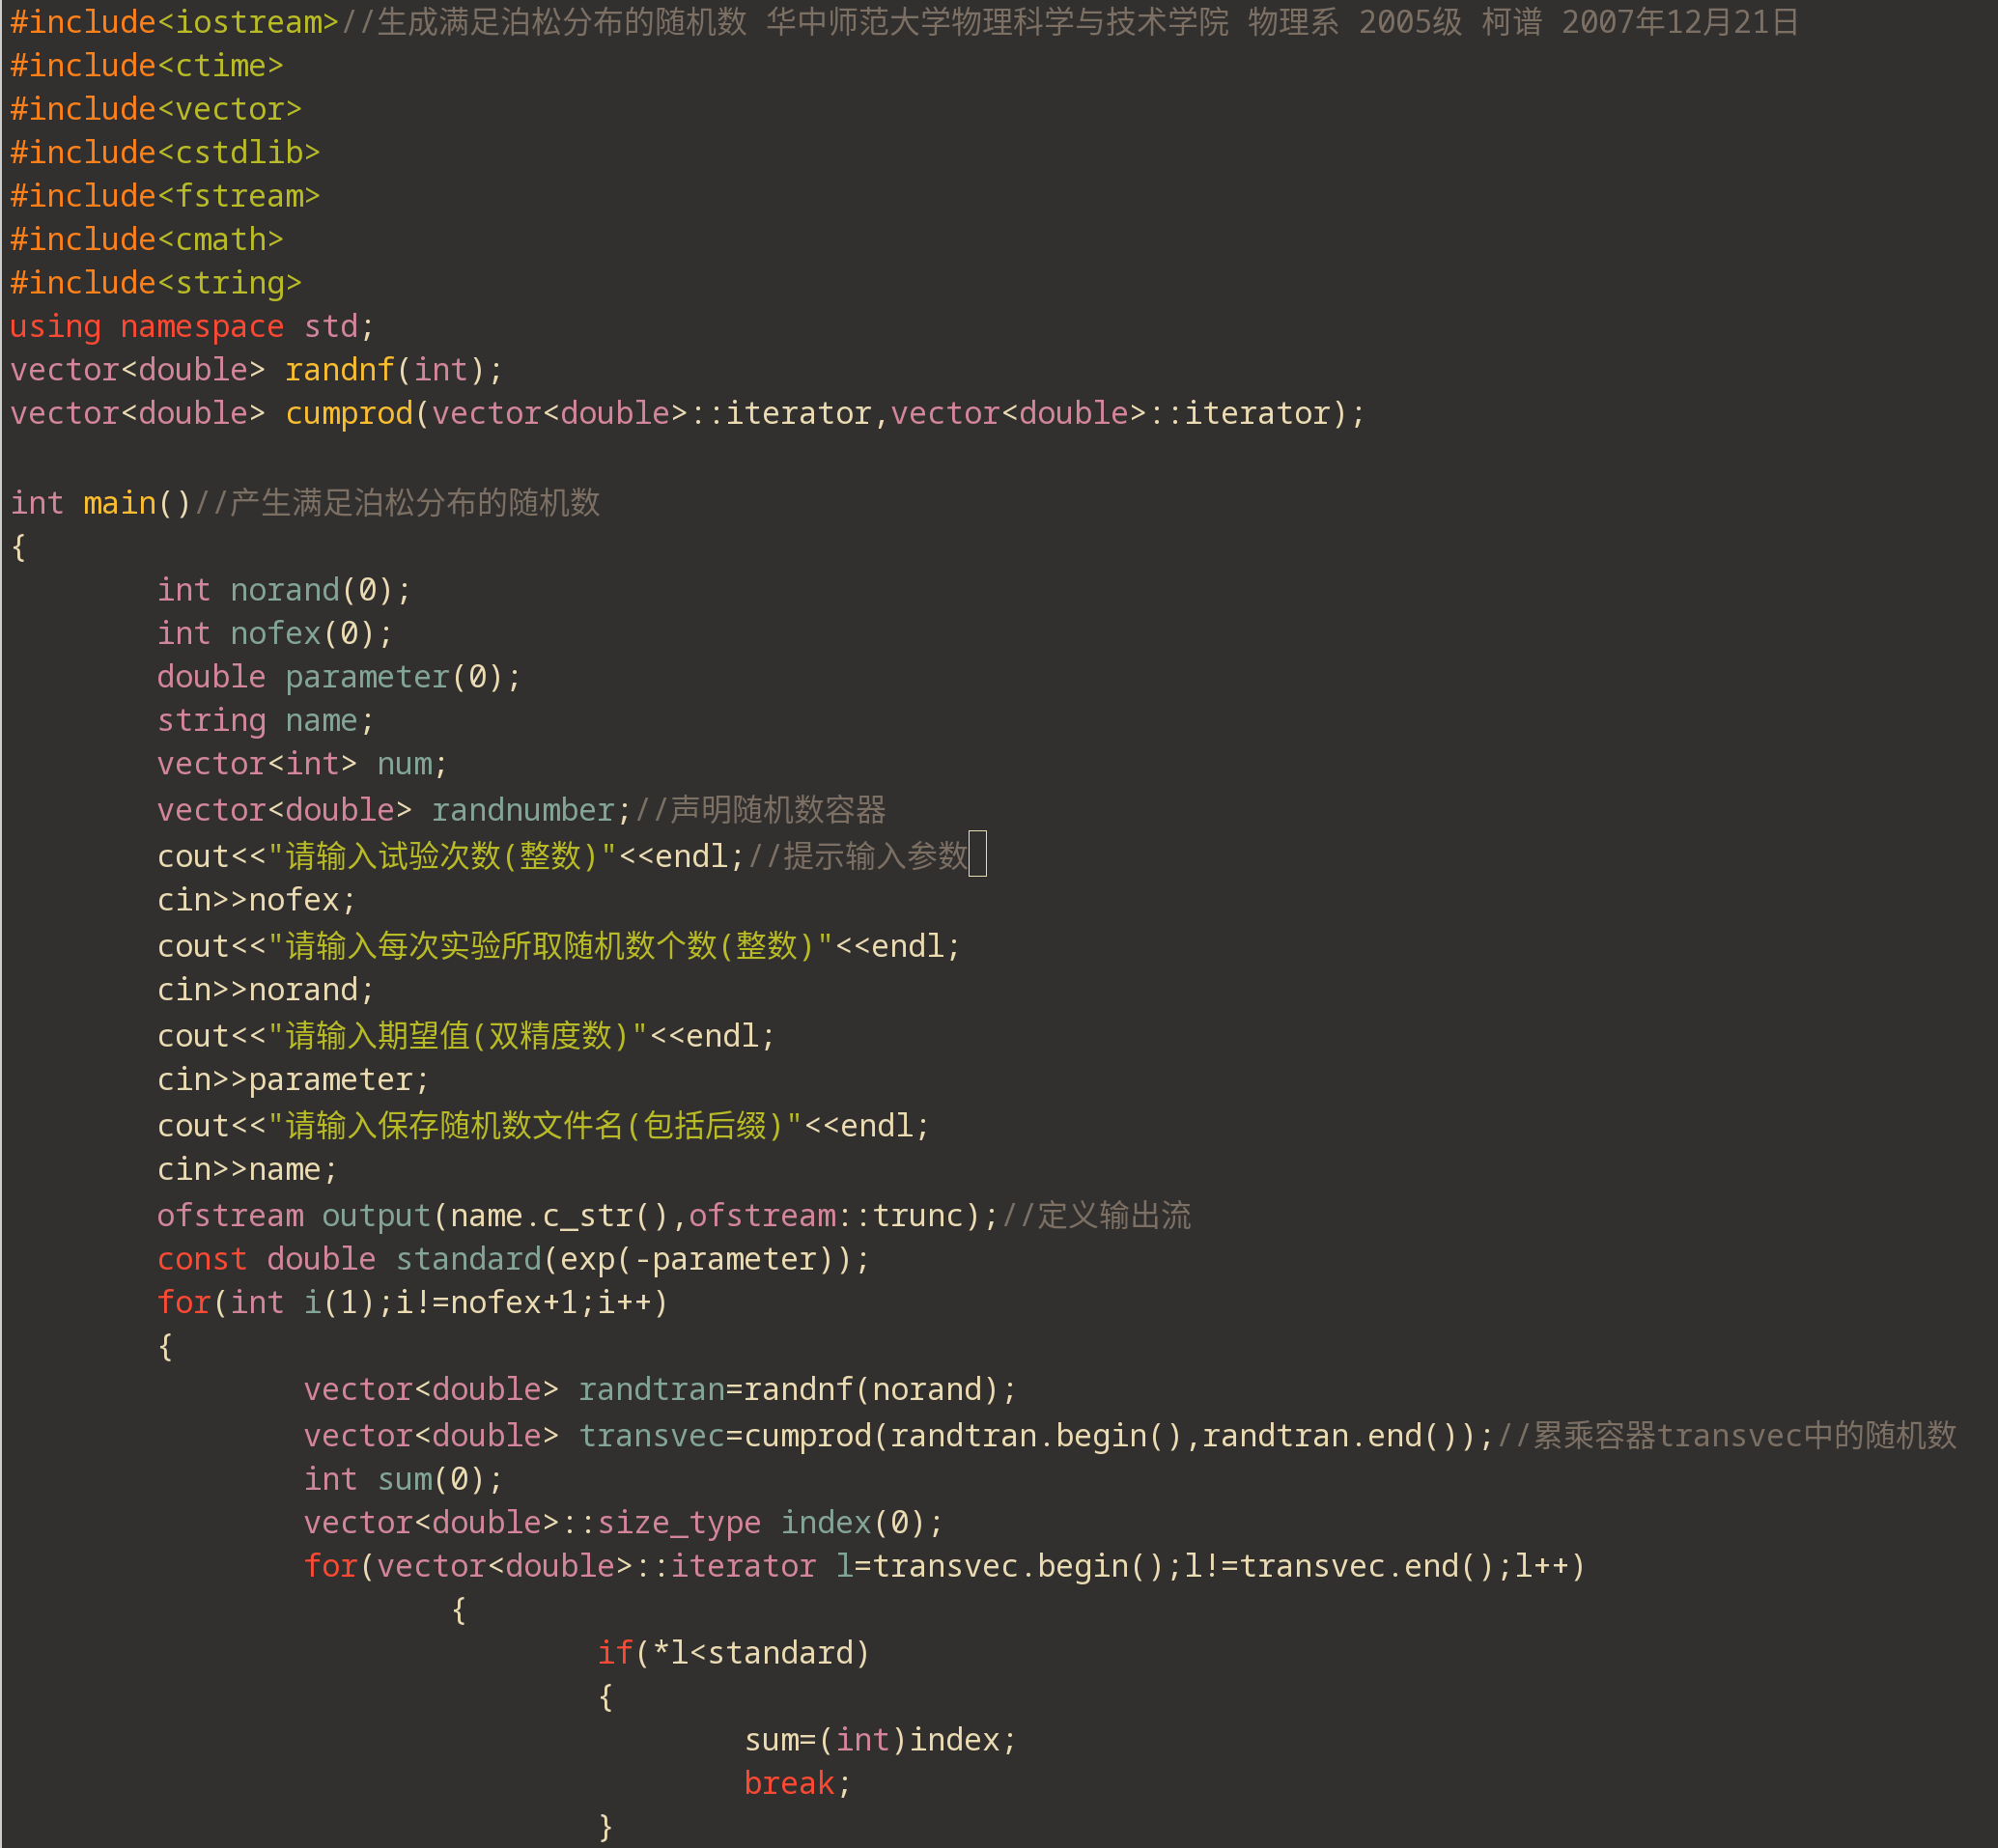 #include<iostream>//生成满足泊松分布的随机数 华中师范大学物理科学与技术学院 物理系 2005级 柯谱 2007年12月21日
#include<ctime>
#include<vector>
#include<cstdlib>
#include<fstream>
#include<cmath>
#include<string>
using namespace std;
vector<double> randnf(int);
vector<double> cumprod(vector<double>::iterator,vector<double>::iterator);
int main()//产生满足泊松分布的随机数
{
int norand(0);
int nofex(0);
double parameter(0);
string name;
vector<int> num;
vector<double> randnumber;//声明随机数容器
cout<<"请输入试验次数(整数)"<<endl;//提示输入参数
cin>>nofex;
cout<<"请输入每次实验所取随机数个数(整数)"<<endl;
cin>>norand;
cout<<"请输入期望值(双精度数)"<<endl;
cin>>parameter;
cout<<"请输入保存随机数文件名(包括后缀)"<<endl;
cin>>name;
ofstream output(name.c_str(),ofstream::trunc);//定义输出流
const double standard(exp(-parameter));
for(int i(1);i!=nofex+1;i++)
{
vector<double> randtran=randnf(norand);
vector<double> transvec=cumprod(randtran.begin(),randtran.end());//累乘容器transvec中的随机数
int sum(0);
vector<double>::size_type index(0);
for(vector<double>::iterator l=transvec.begin();l!=transvec.end();l++)
{
if(*l<standard)
{
sum=(int)index;
break;
}